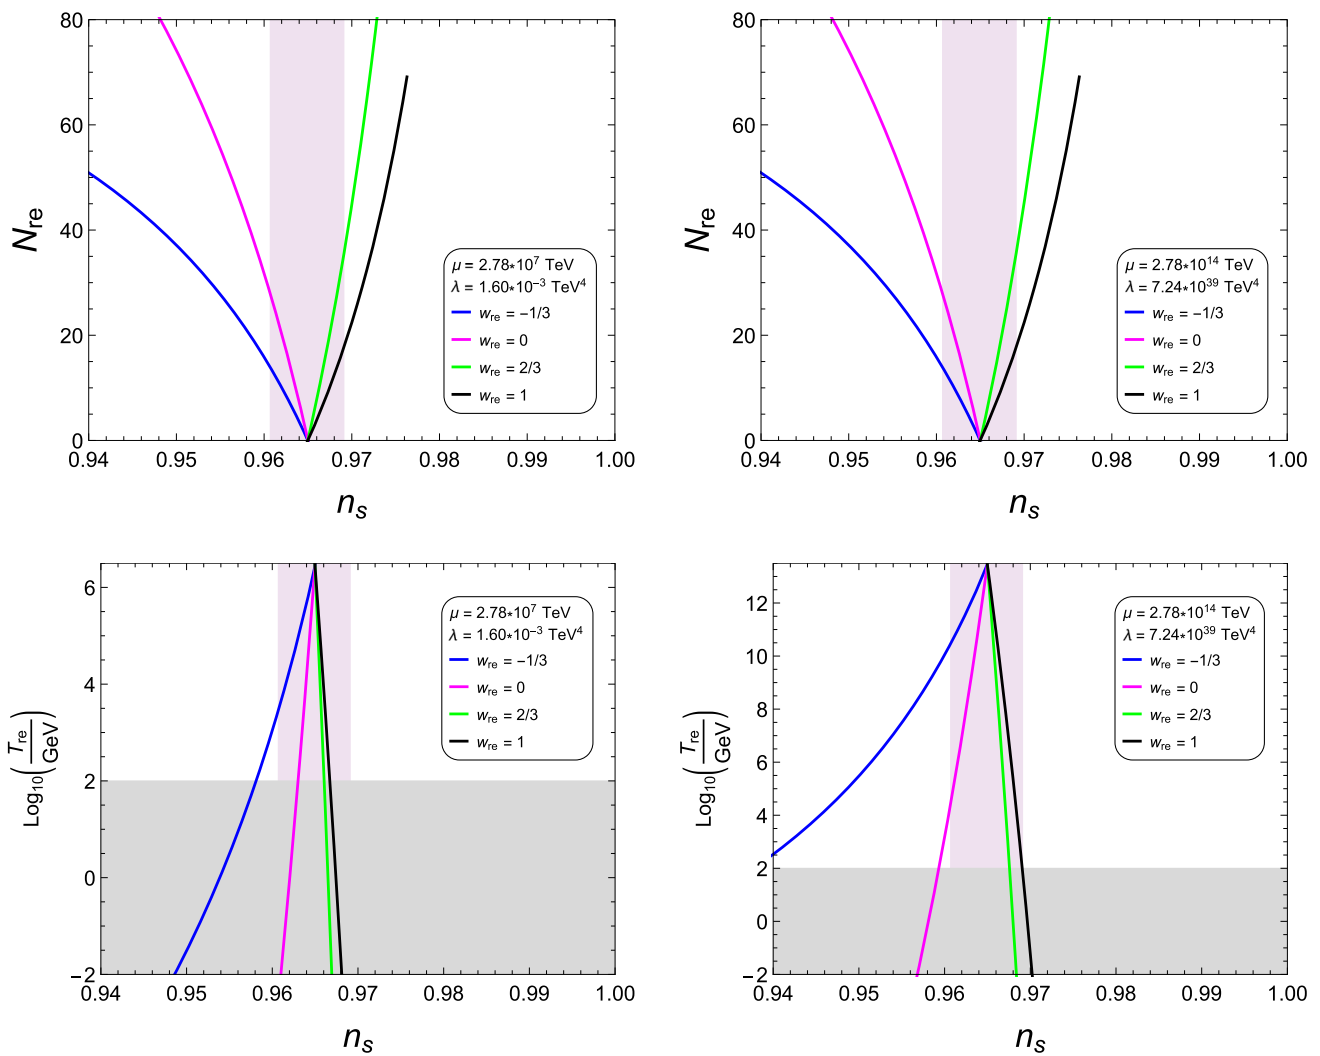 80
60
40
20
0
0.94 0.95 0.96 0.97 0.98 0.99 1.00
N_re
n_s
μ = 2.78*10^7 TeV
λ = 1.60*10^−3 TeV^4
w_re = −1/3
w_re = 0
w_re = 2/3
w_re = 1
80
60
40
20
0
0.94 0.95 0.96 0.97 0.98 0.99 1.00
N_re
n_s
μ = 2.78*10^14 TeV
λ = 7.24*10^39 TeV^4
w_re = −1/3
w_re = 0
w_re = 2/3
w_re = 1
6
4
2
0
−2
0.94 0.95 0.96 0.97 0.98 0.99 1.00
Log_10(T_re/GeV)
n_s
μ = 2.78*10^7 TeV
λ = 1.60*10^−3 TeV^4
w_re = −1/3
w_re = 0
w_re = 2/3
w_re = 1
12
10
8
6
4
2
0
−2
0.94 0.95 0.96 0.97 0.98 0.99 1.00
Log_10(T_re/GeV)
n_s
μ = 2.78*10^14 TeV
λ = 7.24*10^39 TeV^4
w_re = −1/3
w_re = 0
w_re = 2/3
w_re = 1